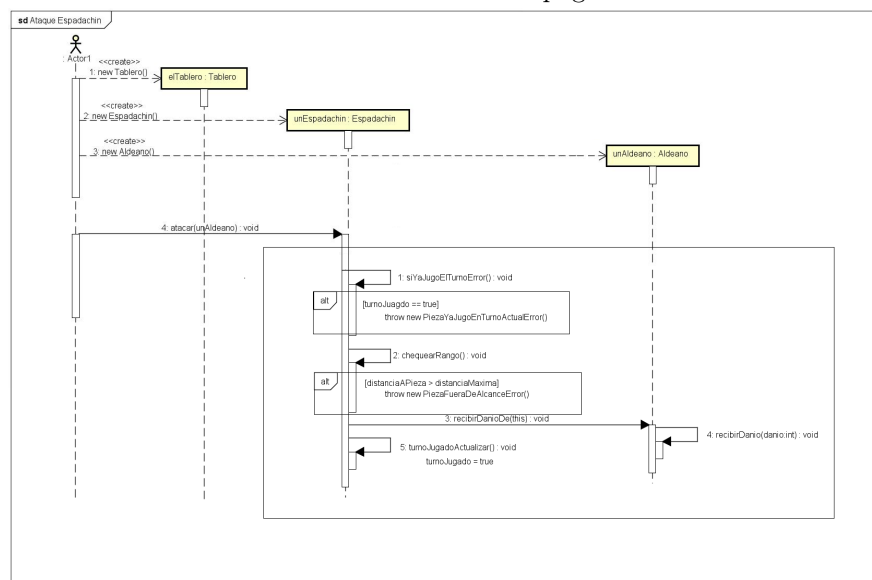 sd Ataque Espadachin
: Actor1
<<create>>
1: new Tablero()
elTablero : Tablero
<<create>>
2: new Espadachin()
unEspadachin : Espadachin
<<create>>
3: new Aldeano()
unAldeano : Aldeano
4: atacar(unAldeano) : void
1: siYaJugoElTurnoError() : void
alt
[turnoJuagdo == true]
throw new PiezaYaJugoEnTurnoActualError()
2: chequearRango() : void
alt
[distanciaAPieza > distanciaMaxima]
throw new PiezaFueraDeAlcanceError()
3: recibirDanioDe(this) : void
4: recibirDanio(danio:int) : void
5: turnoJugadoActualizar() : void
turnoJugado = true